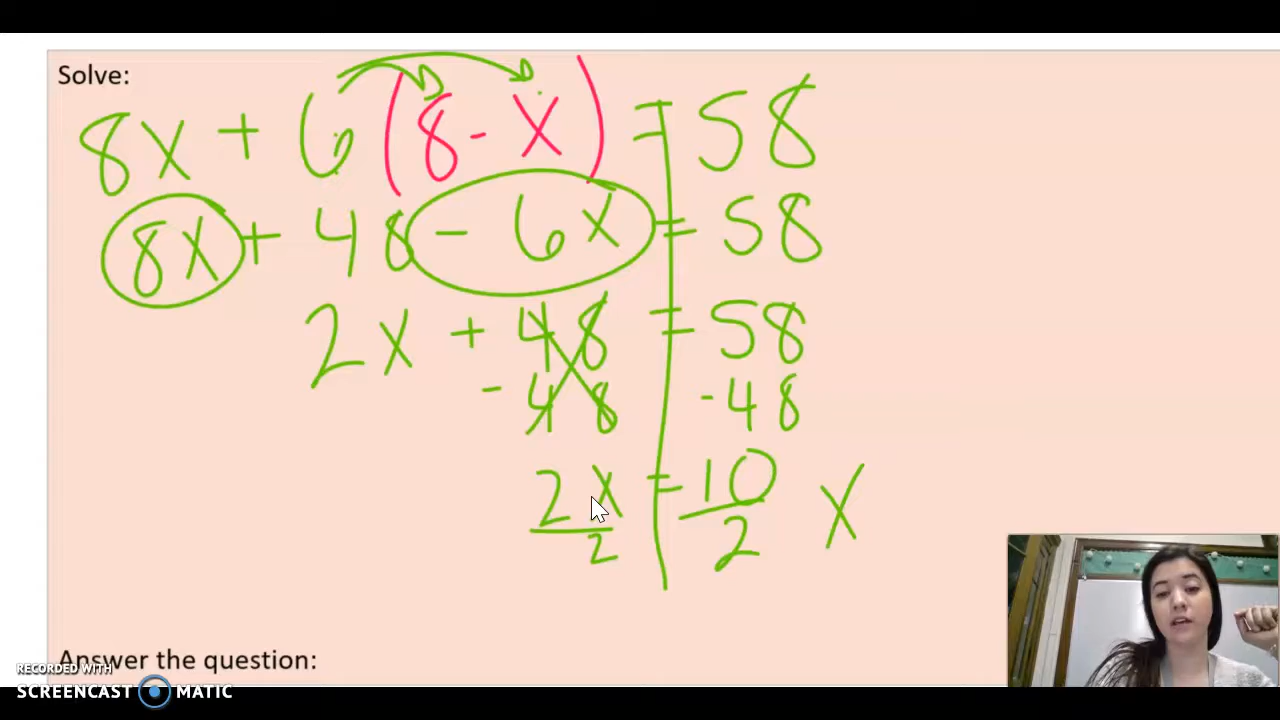 Solve:
8x + 6(8 - x) = 58
8x + 48 - 6x = 58
2x + 48 = 58
- 48 - 48
2x = 10 x
2 2
Answer the question:
RECORDED WITH
SCREENCAST MATIC